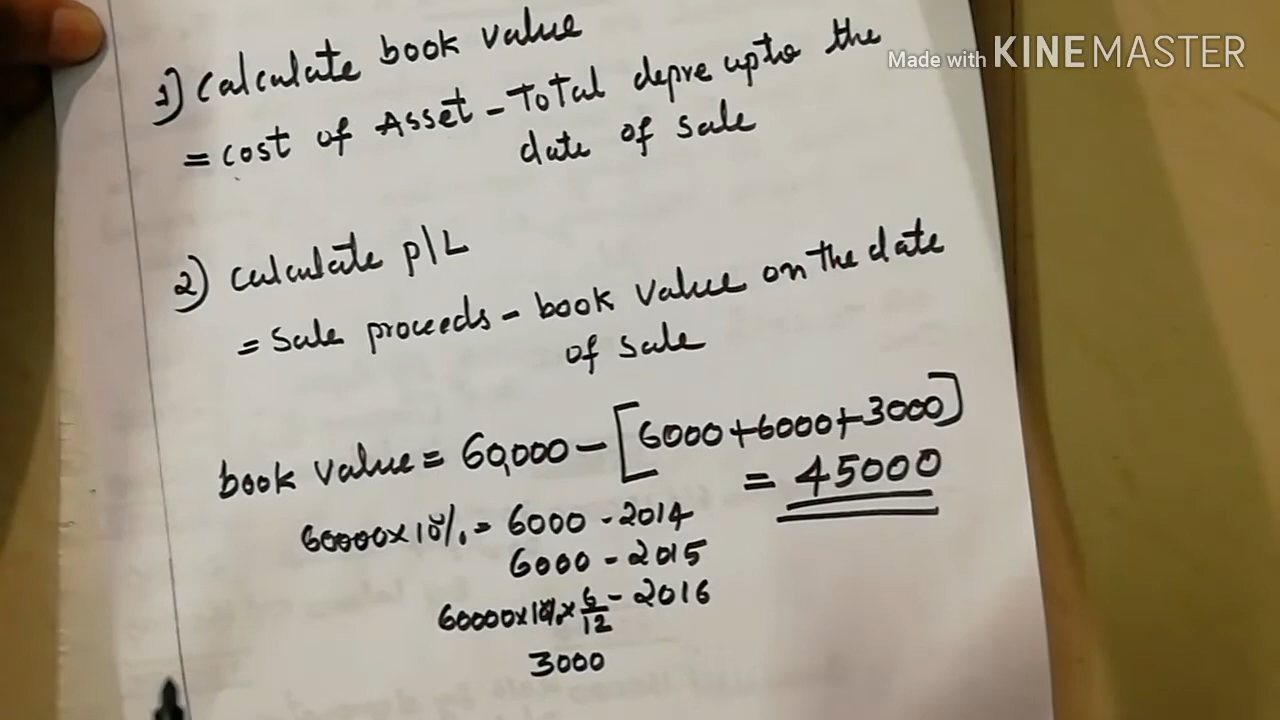 Made with KINEMASTER
1) Calculate book value
= cost of Asset - Total depre upto the
date of sale
2) Calculate P/L
= Sale proceeds - book value on the date
of sale
book value = 60,000 - [6000+6000+3000]
= 45000
60000x10%= 6000 - 2014
6000 - 2015
60000x10%x 6/12 - 2016
3000